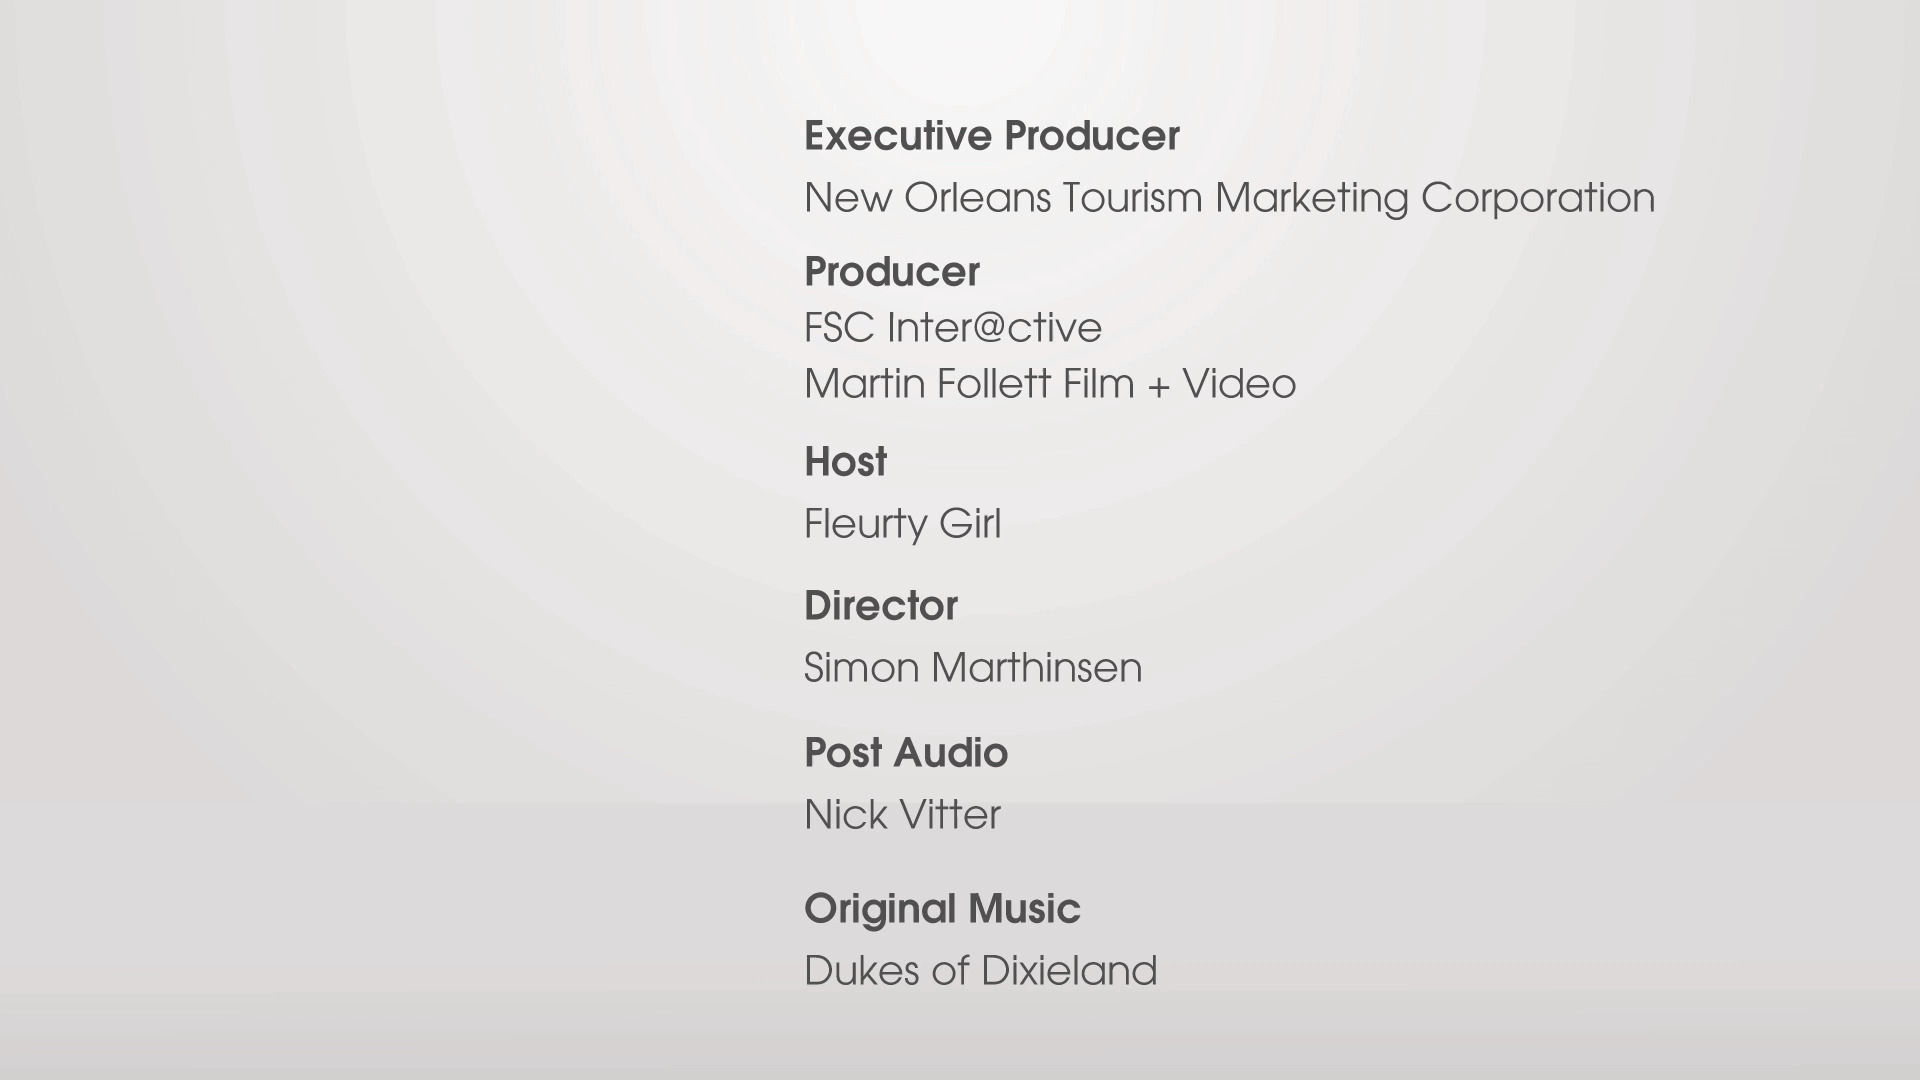 Executive Producer
New Orleans Tourism Marketing Corporation
Producer
FSC Inter@ctive
Martin Follett Film + Video
Host
Fleurty Girl
Director
Simon Marthinsen
Post Audio
Nick Vitter
Original Music
Dukes of Dixieland